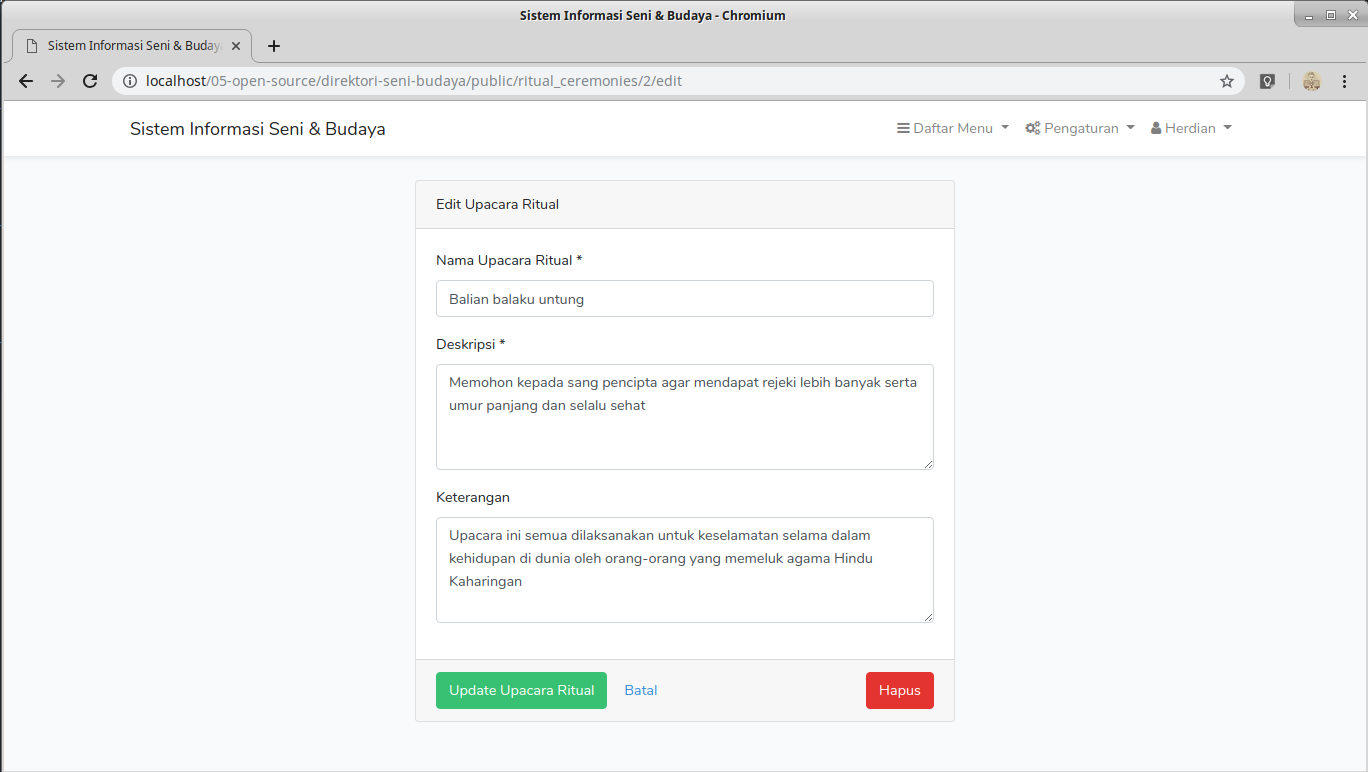 Sistem Informasi Seni & Budaya - Chromium
Sistem Informasi Seni & Buday
localhost/05-open-source/direktori-seni-budaya/public/ritual_ceremonies/2/edit
Sistem Informasi Seni & Budaya
Daftar Menu
Pengaturan
Herdian
Edit Upacara Ritual
Nama Upacara Ritual *
Balian balaku untung
Deskripsi *
Memohon kepada sang pencipta agar mendapat rejeki lebih banyak serta
umur panjang dan selalu sehat
Keterangan
Upacara ini semua dilaksanakan untuk keselamatan selama dalam
kehidupan di dunia oleh orang-orang yang memeluk agama Hindu
Kaharingan
Update Upacara Ritual
Batal
Hapus